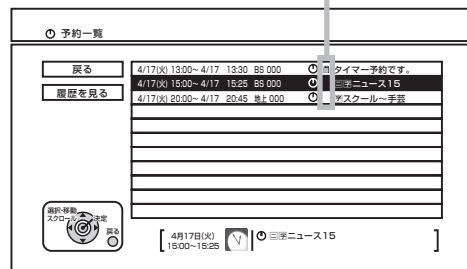 予約一覧
戻る
履歴を見る
4/17(火) 13:00~ 4/17 13:30 BS 000 タイマー予約です。
4/17(火) 15:00~ 4/17 15:25 BS 000 字ニュース15
4/17(火) 20:00~ 4/17 20:45 地上 000 字スクール~手芸
選択・移動
スクロール 決定
戻る
4月17日(火)
15:00~15:25 字ニュース15